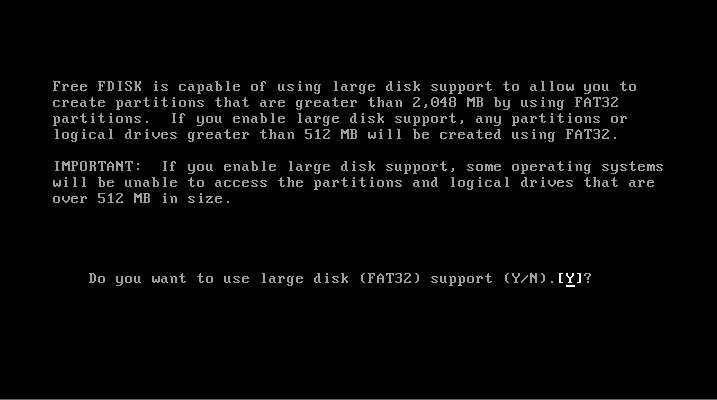 Free FDISK is capable of using large disk support to allow you to
create partitions that are greater than 2,048 MB by using FAT32
partitions.  If you enable large disk support, any partitions or
logical drives greater than 512 MB will be created using FAT32.
IMPORTANT:  If you enable large disk support, some operating systems
will be unable to access the partitions and logical drives that are
over 512 MB in size.
Do you want to use large disk (FAT32) support (Y/N).[Y]?